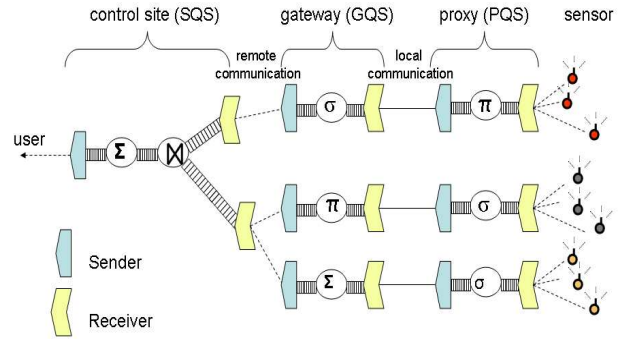 control site (SQS) gateway (GQS) proxy (PQS) sensor
remote communication
local communication
σ π
user
Σ ⋈
π σ
Σ σ
Sender
Receiver